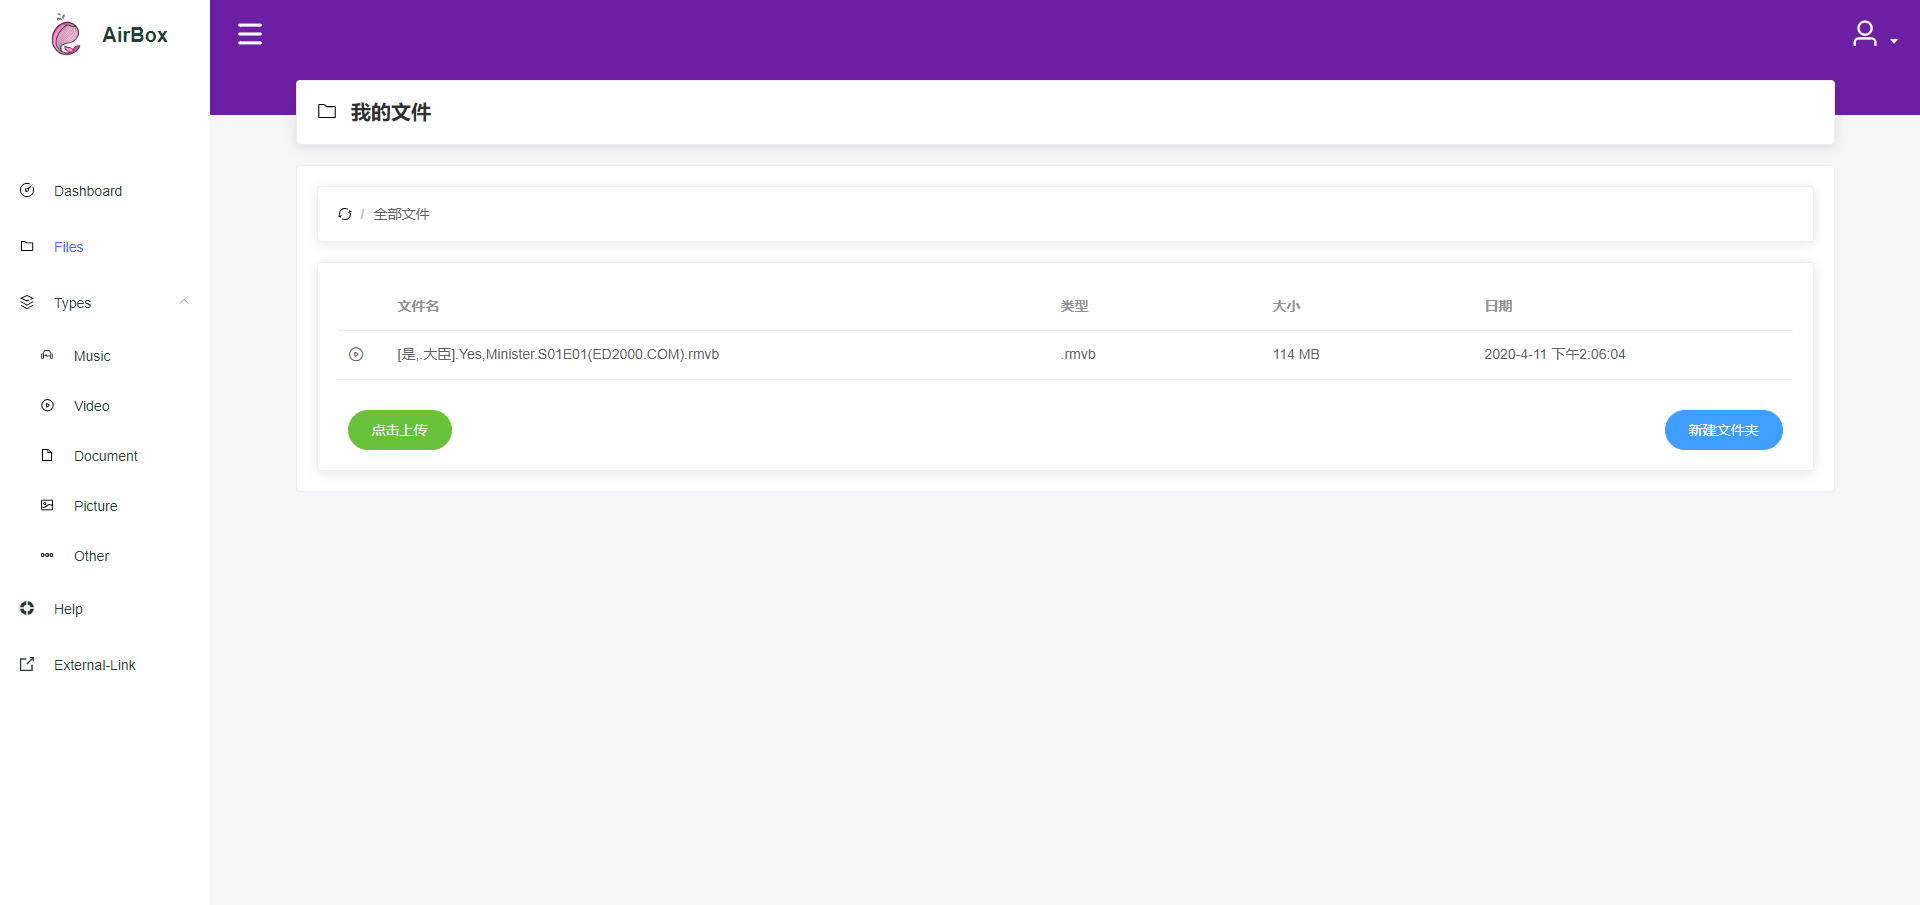 AirBox
我的文件
Dashboard
Files
Types
Music
Video
Document
Picture
Other
Help
External-Link
/ 全部文件
文件名 类型 大小 日期
[是,.大臣].Yes,Minister.S01E01(ED2000.COM).rmvb .rmvb 114 MB 2020-4-11 下午2:06:04
点击上传 新建文件夹